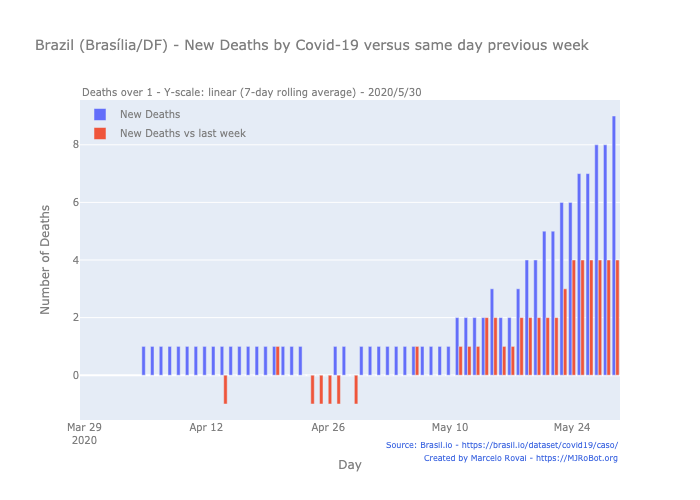 Brazil (Brasília/DF) - New Deaths by Covid-19 versus same day previous week
Deaths over 1 - Y-scale: linear (7-day rolling average) - 2020/5/30
New Deaths
New Deaths vs last week
8
6
4
2
0
Number of Deaths
Mar 29
2020
Apr 12
Apr 26
May 10
May 24
Day
Source: Brasil.io - https://brasil.io/dataset/covid19/caso/
Created by Marcelo Rovai - https://MJRoBot.org